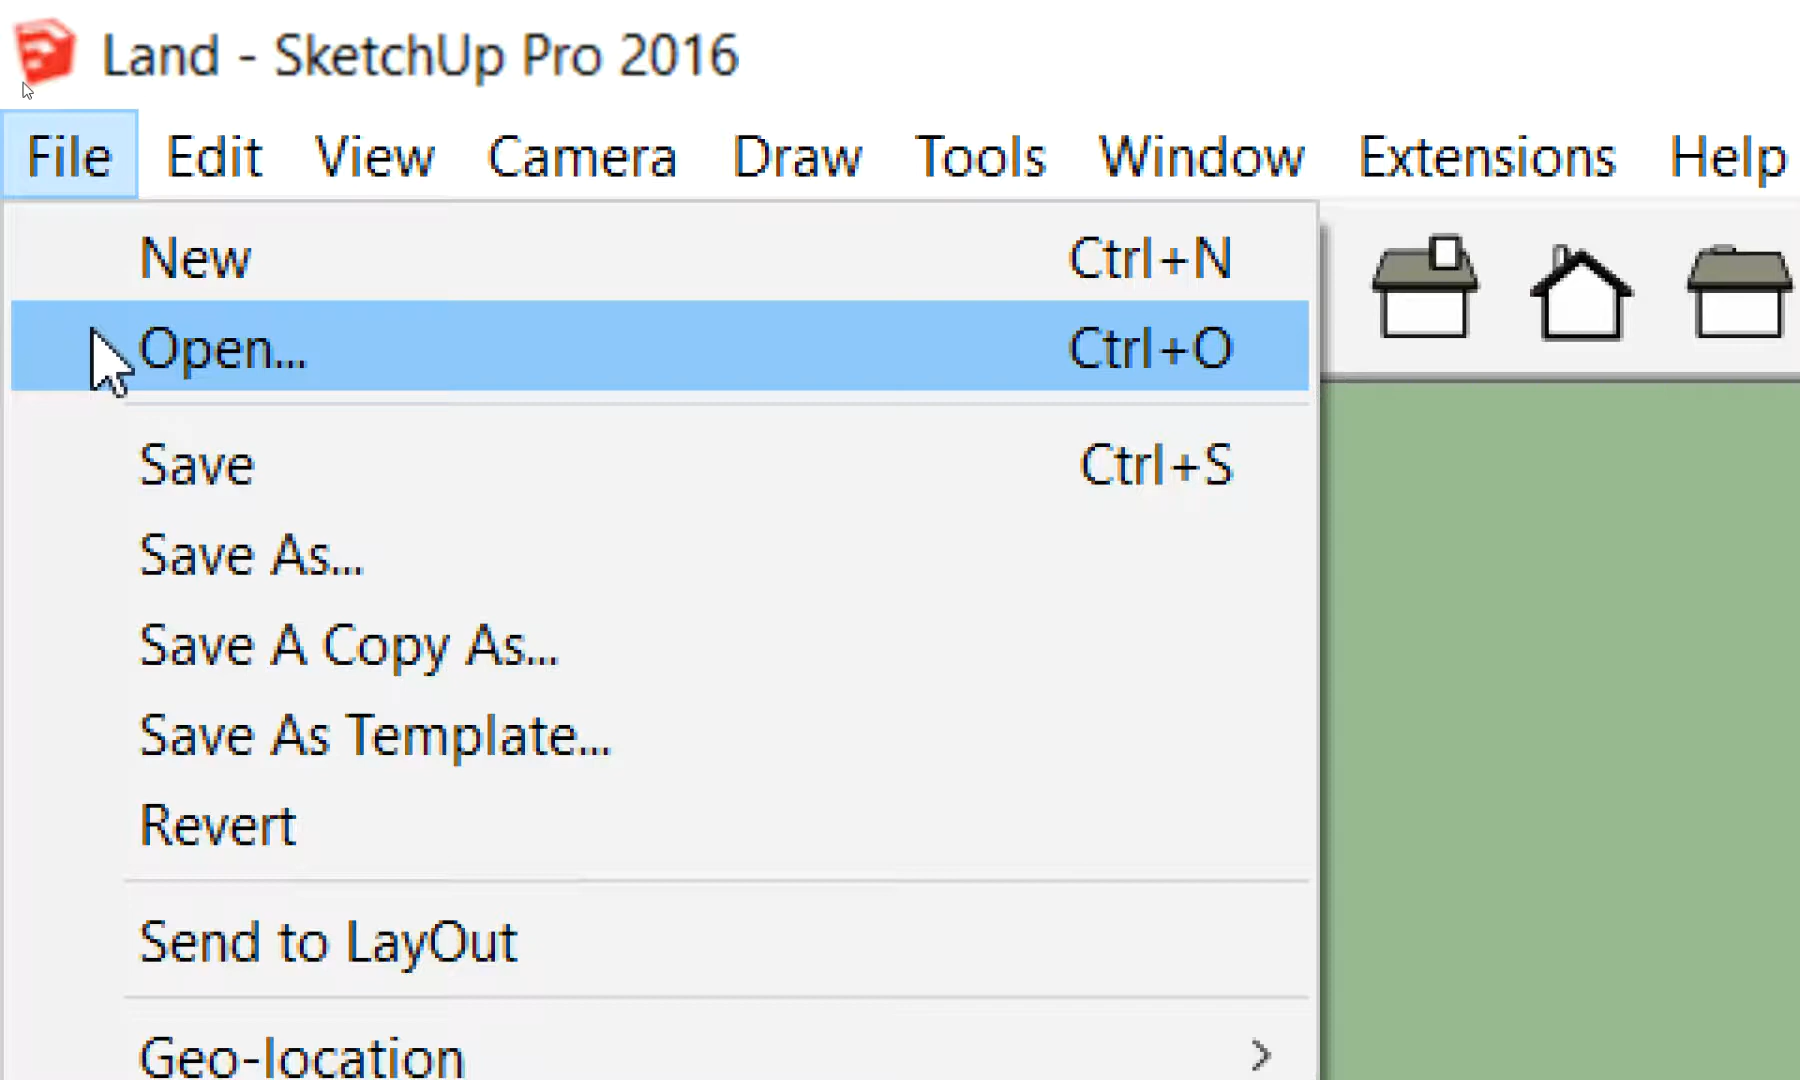 Land - SketchUp Pro 2016
File Edit View Camera Draw Tools Window Extensions Help
New Ctrl+N
Open... Ctrl+O
Save Ctrl+S
Save As...
Save A Copy As...
Save As Template...
Revert
Send to LayOut
Geo-location